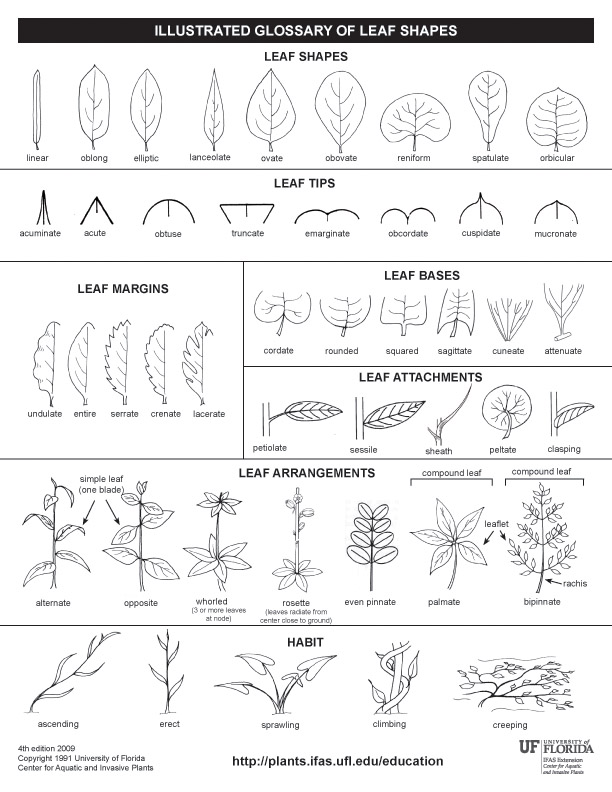 ILLUSTRATED GLOSSARY OF LEAF SHAPES
LEAF SHAPES
linear oblong elliptic lanceolate ovate obovate reniform spatulate orbicular
LEAF TIPS
acuminate acute obtuse truncate emarginate obcordate cuspidate mucronate
LEAF MARGINS
undulate entire serrate crenate lacerate
LEAF BASES
cordate rounded squared sagittate cuneate attenuate
LEAF ATTACHMENTS
petiolate sessile sheath peltate clasping
LEAF ARRANGEMENTS
compound leaf compound leaf
simple leaf
(one blade)
leaflet
rachis
alternate opposite whorled rosette even pinnate palmate bipinnate
(3 or more leaves
at node)
(leaves radiate from
center close to ground)
HABIT
ascending erect sprawling climbing creeping
4th edition 2009
Copyright 1991 University of Florida
Center for Aquatic and Invasive Plants
http://plants.ifas.ufl.edu/education
UF UNIVERSITY of
FLORIDA
IFAS Extension
Center for Aquatic
and Invasive Plants